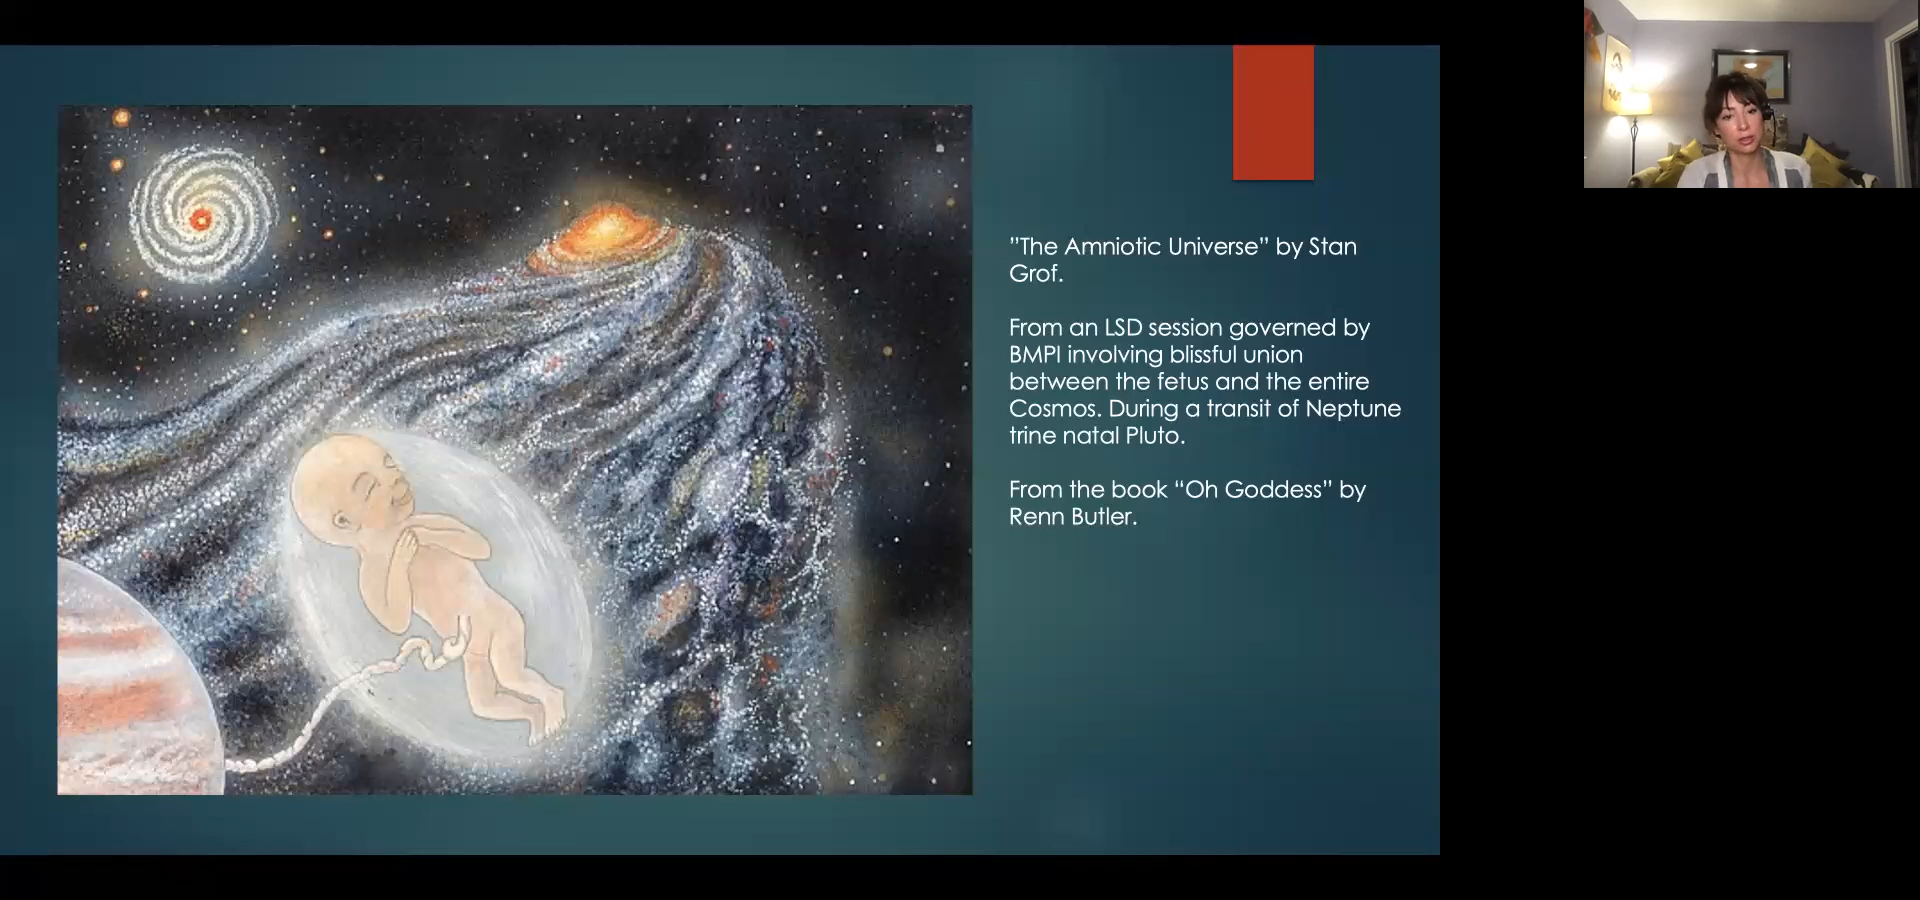 ”The Amniotic Universe” by Stan
Grof.
From an LSD session governed by
BMPI involving blissful union
between the fetus and the entire
Cosmos. During a transit of Neptune
trine natal Pluto.
From the book “Oh Goddess” by
Renn Butler.